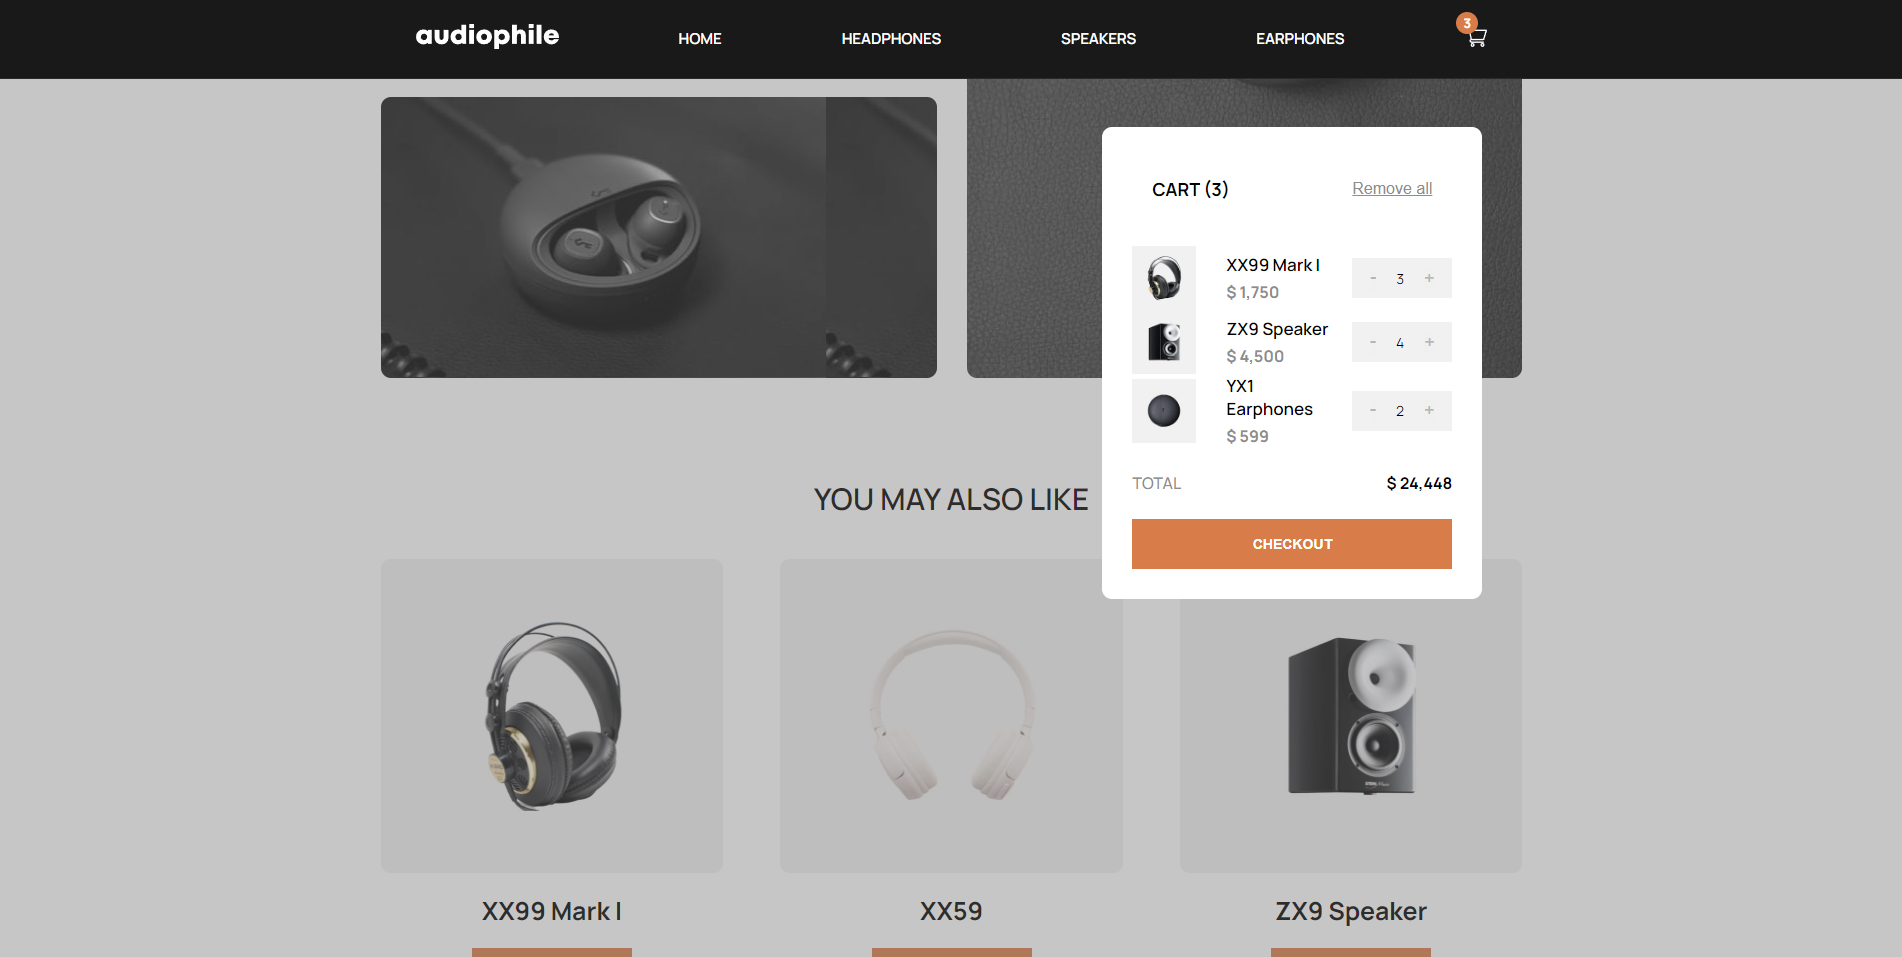 audiophile
HOME
HEADPHONES
SPEAKERS
EARPHONES
3
CART (3)
Remove all
XX99 Mark I
$ 1,750
- 3 +
ZX9 Speaker
$ 4,500
- 4 +
YX1
Earphones
$ 599
- 2 +
TOTAL
$ 24,448
CHECKOUT
YOU MAY ALSO LIKE
XX99 Mark I
XX59
ZX9 Speaker